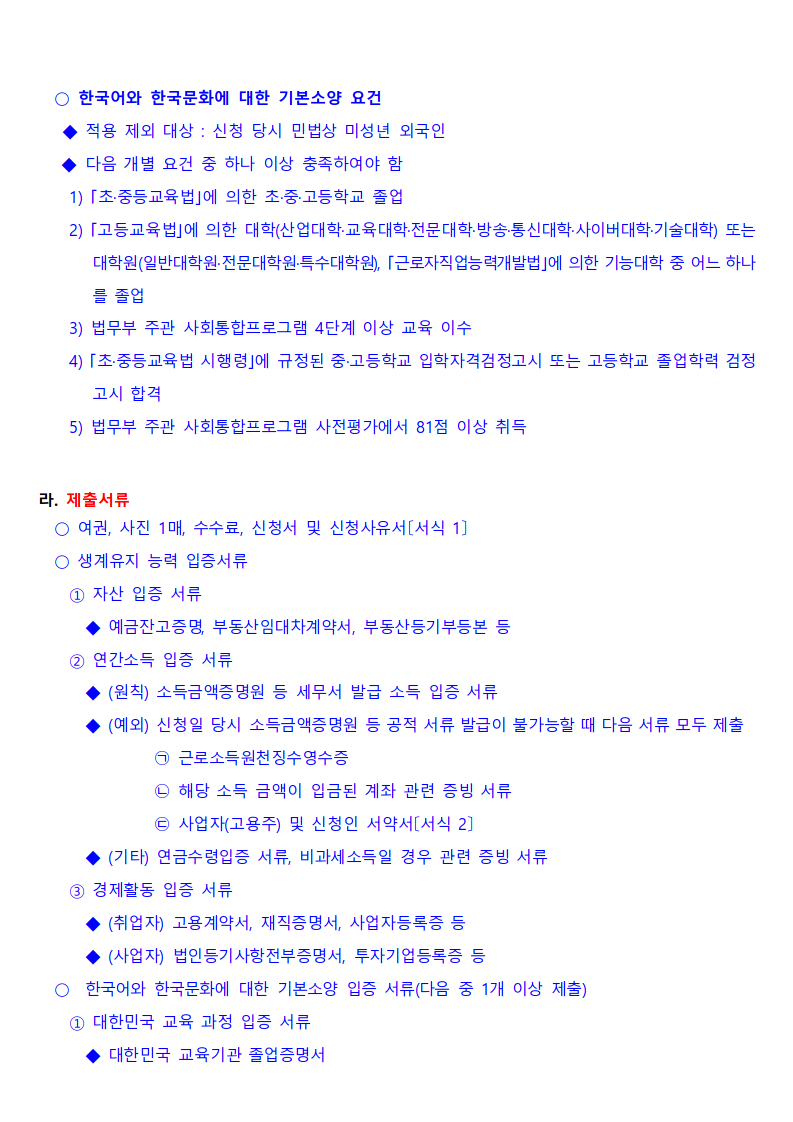 ○ 한국어와 한국문화에 대한 기본소양 요건
◆ 적용 제외 대상 : 신청 당시 민법상 미성년 외국인
◆ 다음 개별 요건 중 하나 이상 충족하여야 함
1) ｢초·중등교육법｣에 의한 초·중·고등학교 졸업
2) ｢고등교육법｣에 의한 대학(산업대학·교육대학·전문대학·방송·통신대학·사이버대학·기술대학) 또는
대학원(일반대학원·전문대학원·특수대학원), ｢근로자직업능력개발법｣에 의한 기능대학 중 어느 하나
를 졸업
3) 법무부 주관 사회통합프로그램 4단계 이상 교육 이수
4) ｢초·중등교육법 시행령｣에 규정된 중·고등학교 입학자격검정고시 또는 고등학교 졸업학력 검정
고시 합격
5) 법무부 주관 사회통합프로그램 사전평가에서 81점 이상 취득
라. 제출서류
○ 여권, 사진 1매, 수수료, 신청서 및 신청사유서〔서식 1〕
○ 생계유지 능력 입증서류
① 자산 입증 서류
◆ 예금잔고증명, 부동산임대차계약서, 부동산등기부등본 등
② 연간소득 입증 서류
◆ (원칙) 소득금액증명원 등 세무서 발급 소득 입증 서류
◆ (예외) 신청일 당시 소득금액증명원 등 공적 서류 발급이 불가능할 때 다음 서류 모두 제출
㉠ 근로소득원천징수영수증
㉡ 해당 소득 금액이 입금된 계좌 관련 증빙 서류
㉢ 사업자(고용주) 및 신청인 서약서〔서식 2〕
◆ (기타) 연금수령입증 서류, 비과세소득일 경우 관련 증빙 서류
③ 경제활동 입증 서류
◆ (취업자) 고용계약서, 재직증명서, 사업자등록증 등
◆ (사업자) 법인등기사항전부증명서, 투자기업등록증 등
○ 한국어와 한국문화에 대한 기본소양 입증 서류(다음 중 1개 이상 제출)
① 대한민국 교육 과정 입증 서류
◆ 대한민국 교육기관 졸업증명서